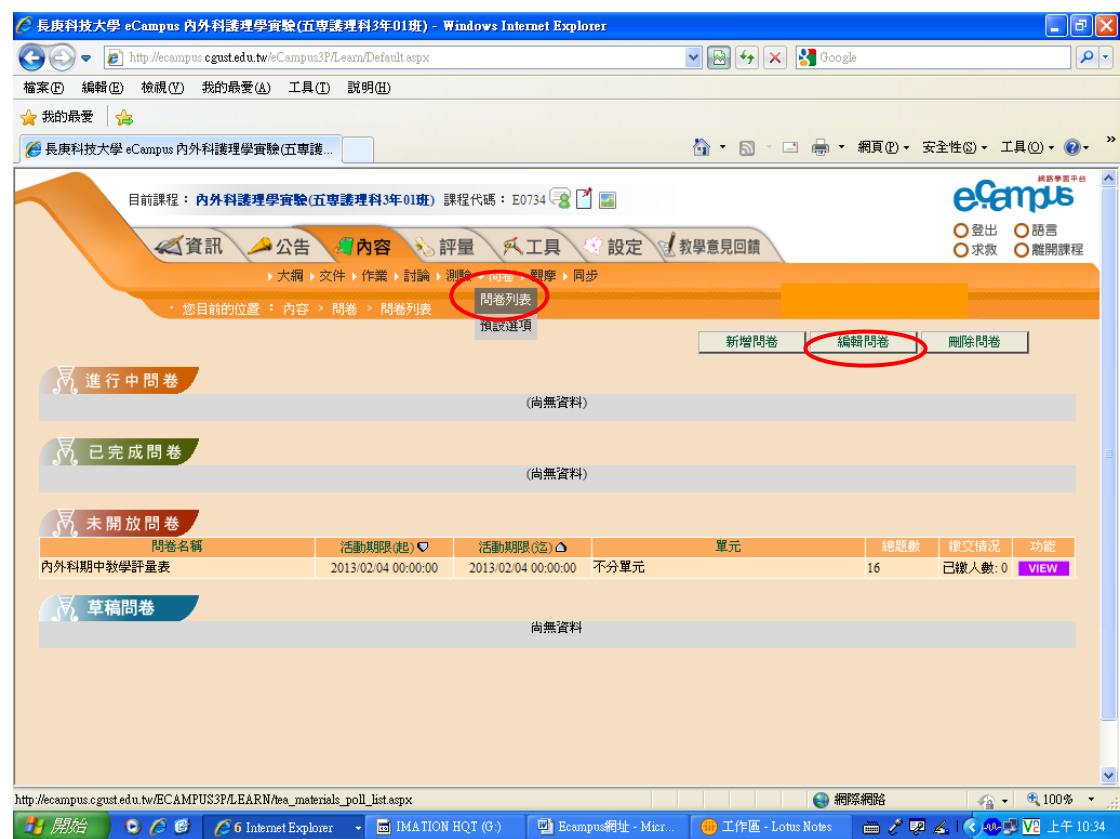 長庚科技大學 eCampus 內外科護理學實驗(五專護理科3年01班) - Windows Internet Explorer
http://ecampus.cgust.edu.tw/eCampus3P/Learn/Default.aspx
Google
檔案(F) 編輯(E) 檢視(V) 我的最愛(A) 工具(T) 說明(H)
我的最愛
長庚科技大學 eCampus 內外科護理學實驗(五專護...
網頁(P) 安全性(S) 工具(O) »
目前課程：內外科護理學實驗(五專護理科3年01班) 課程代碼：E0734
網路學習平台
eCampus
登出 語言
求救 離開課程
資訊 公告 內容 評量 工具 設定 教學意見回饋
大綱 文件 作業 討論 測驗 問卷 觀摩 同步
問卷列表
預設選項
您目前的位置：內容 > 問卷 > 問卷列表
新增問卷 編輯問卷 刪除問卷
進行中問卷
(尚無資料)
已完成問卷
(尚無資料)
未開放問卷
問卷名稱 活動期限(起) 活動期限(迄) 單元 總題數 繳交情況 功能
內外科期中教學評量表 2013/02/04 00:00:00 2013/02/04 00:00:00 不分單元 16 已繳人數: 0 VIEW
草稿問卷
尚無資料
http://ecampus.cgust.edu.tw/ECAMPUS3P/LEARN/tea_materials_poll_list.aspx
網際網路
100%
開始
6 Internet Explorer
IMATION HQT (G:)
Ecampus網址 - Micr...
工作區 - Lotus Notes
上午 10:34